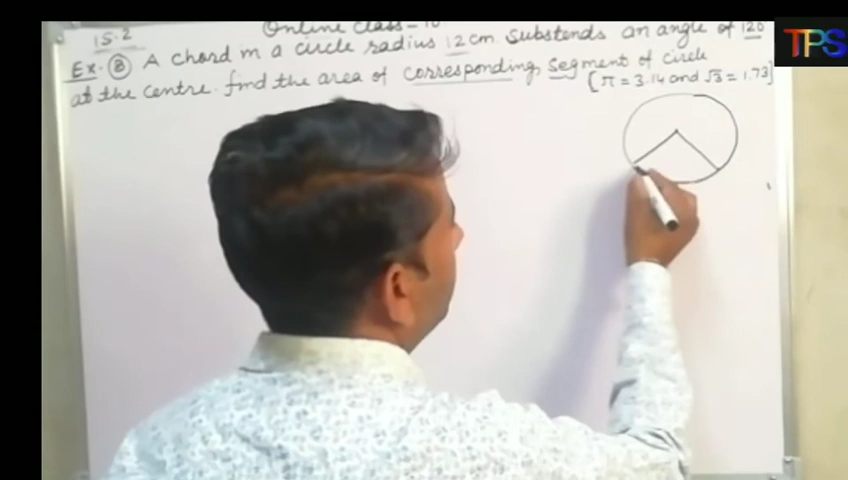 15.2
Online class - 10
Ex. 8 A chord in a circle radius 12 cm substends an angle of 120
at the centre. find the area of corresponding segment of circle
[π = 3.14 and √3 = 1.73]
TPS